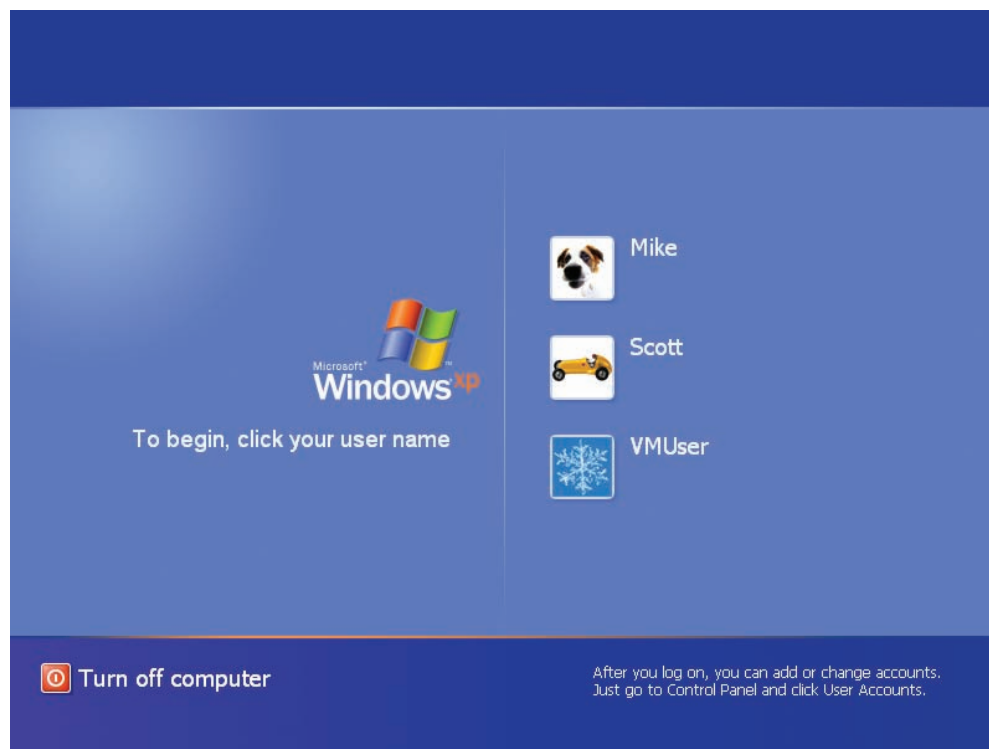 Microsoft®
Windows xp
™
To begin, click your user name
Mike
Scott
VMUser
Turn off computer
After you log on, you can add or change accounts.
Just go to Control Panel and click User Accounts.